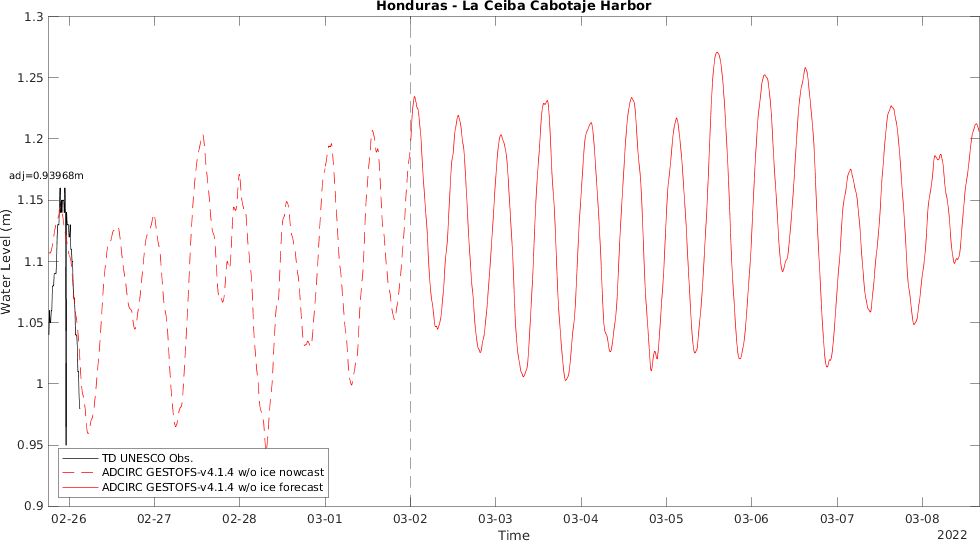 Honduras - La Ceiba Cabotaje Harbor
1.3
1.25
1.2
1.15
1.1
1.05
1
0.95
0.9
Water Level (m)
adj=0.93968m
TD UNESCO Obs.
ADCIRC GESTOFS-v4.1.4 w/o ice nowcast
ADCIRC GESTOFS-v4.1.4 w/o ice forecast
02-26 02-27 02-28 03-01 03-02 03-03 03-04 03-05 03-06 03-07 03-08
Time
2022